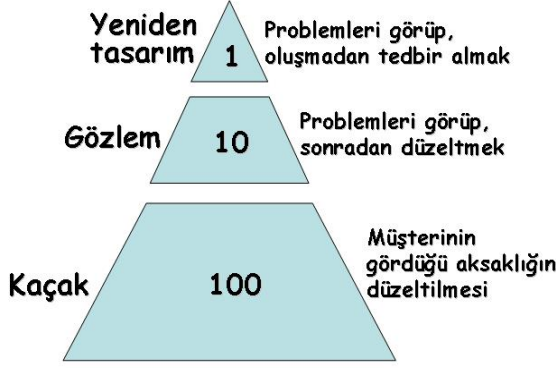 Yeniden
tasarım
1
Problemleri görüp,
oluşmadan tedbir almak
Gözlem
10
Problemleri görüp,
sonradan düzeltmek
Kaçak
100
Müşterinin
gördüğü aksaklığın
düzeltilmesi